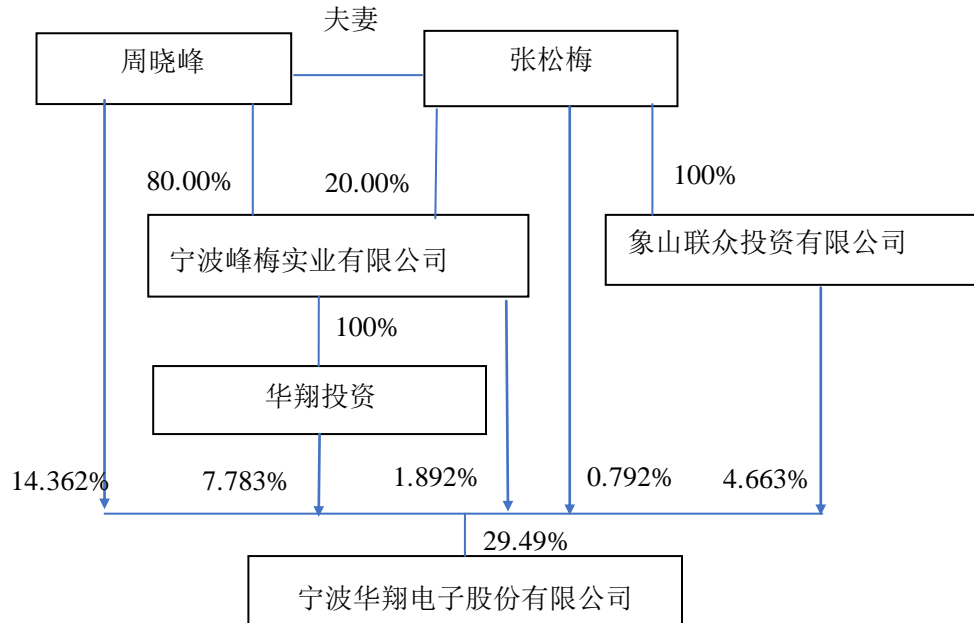 夫妻
周晓峰
张松梅
80.00%
20.00%
100%
宁波峰梅实业有限公司
象山联众投资有限公司
100%
华翔投资
14.362%
7.783%
1.892%
0.792%
4.663%
29.49%
宁波华翔电子股份有限公司